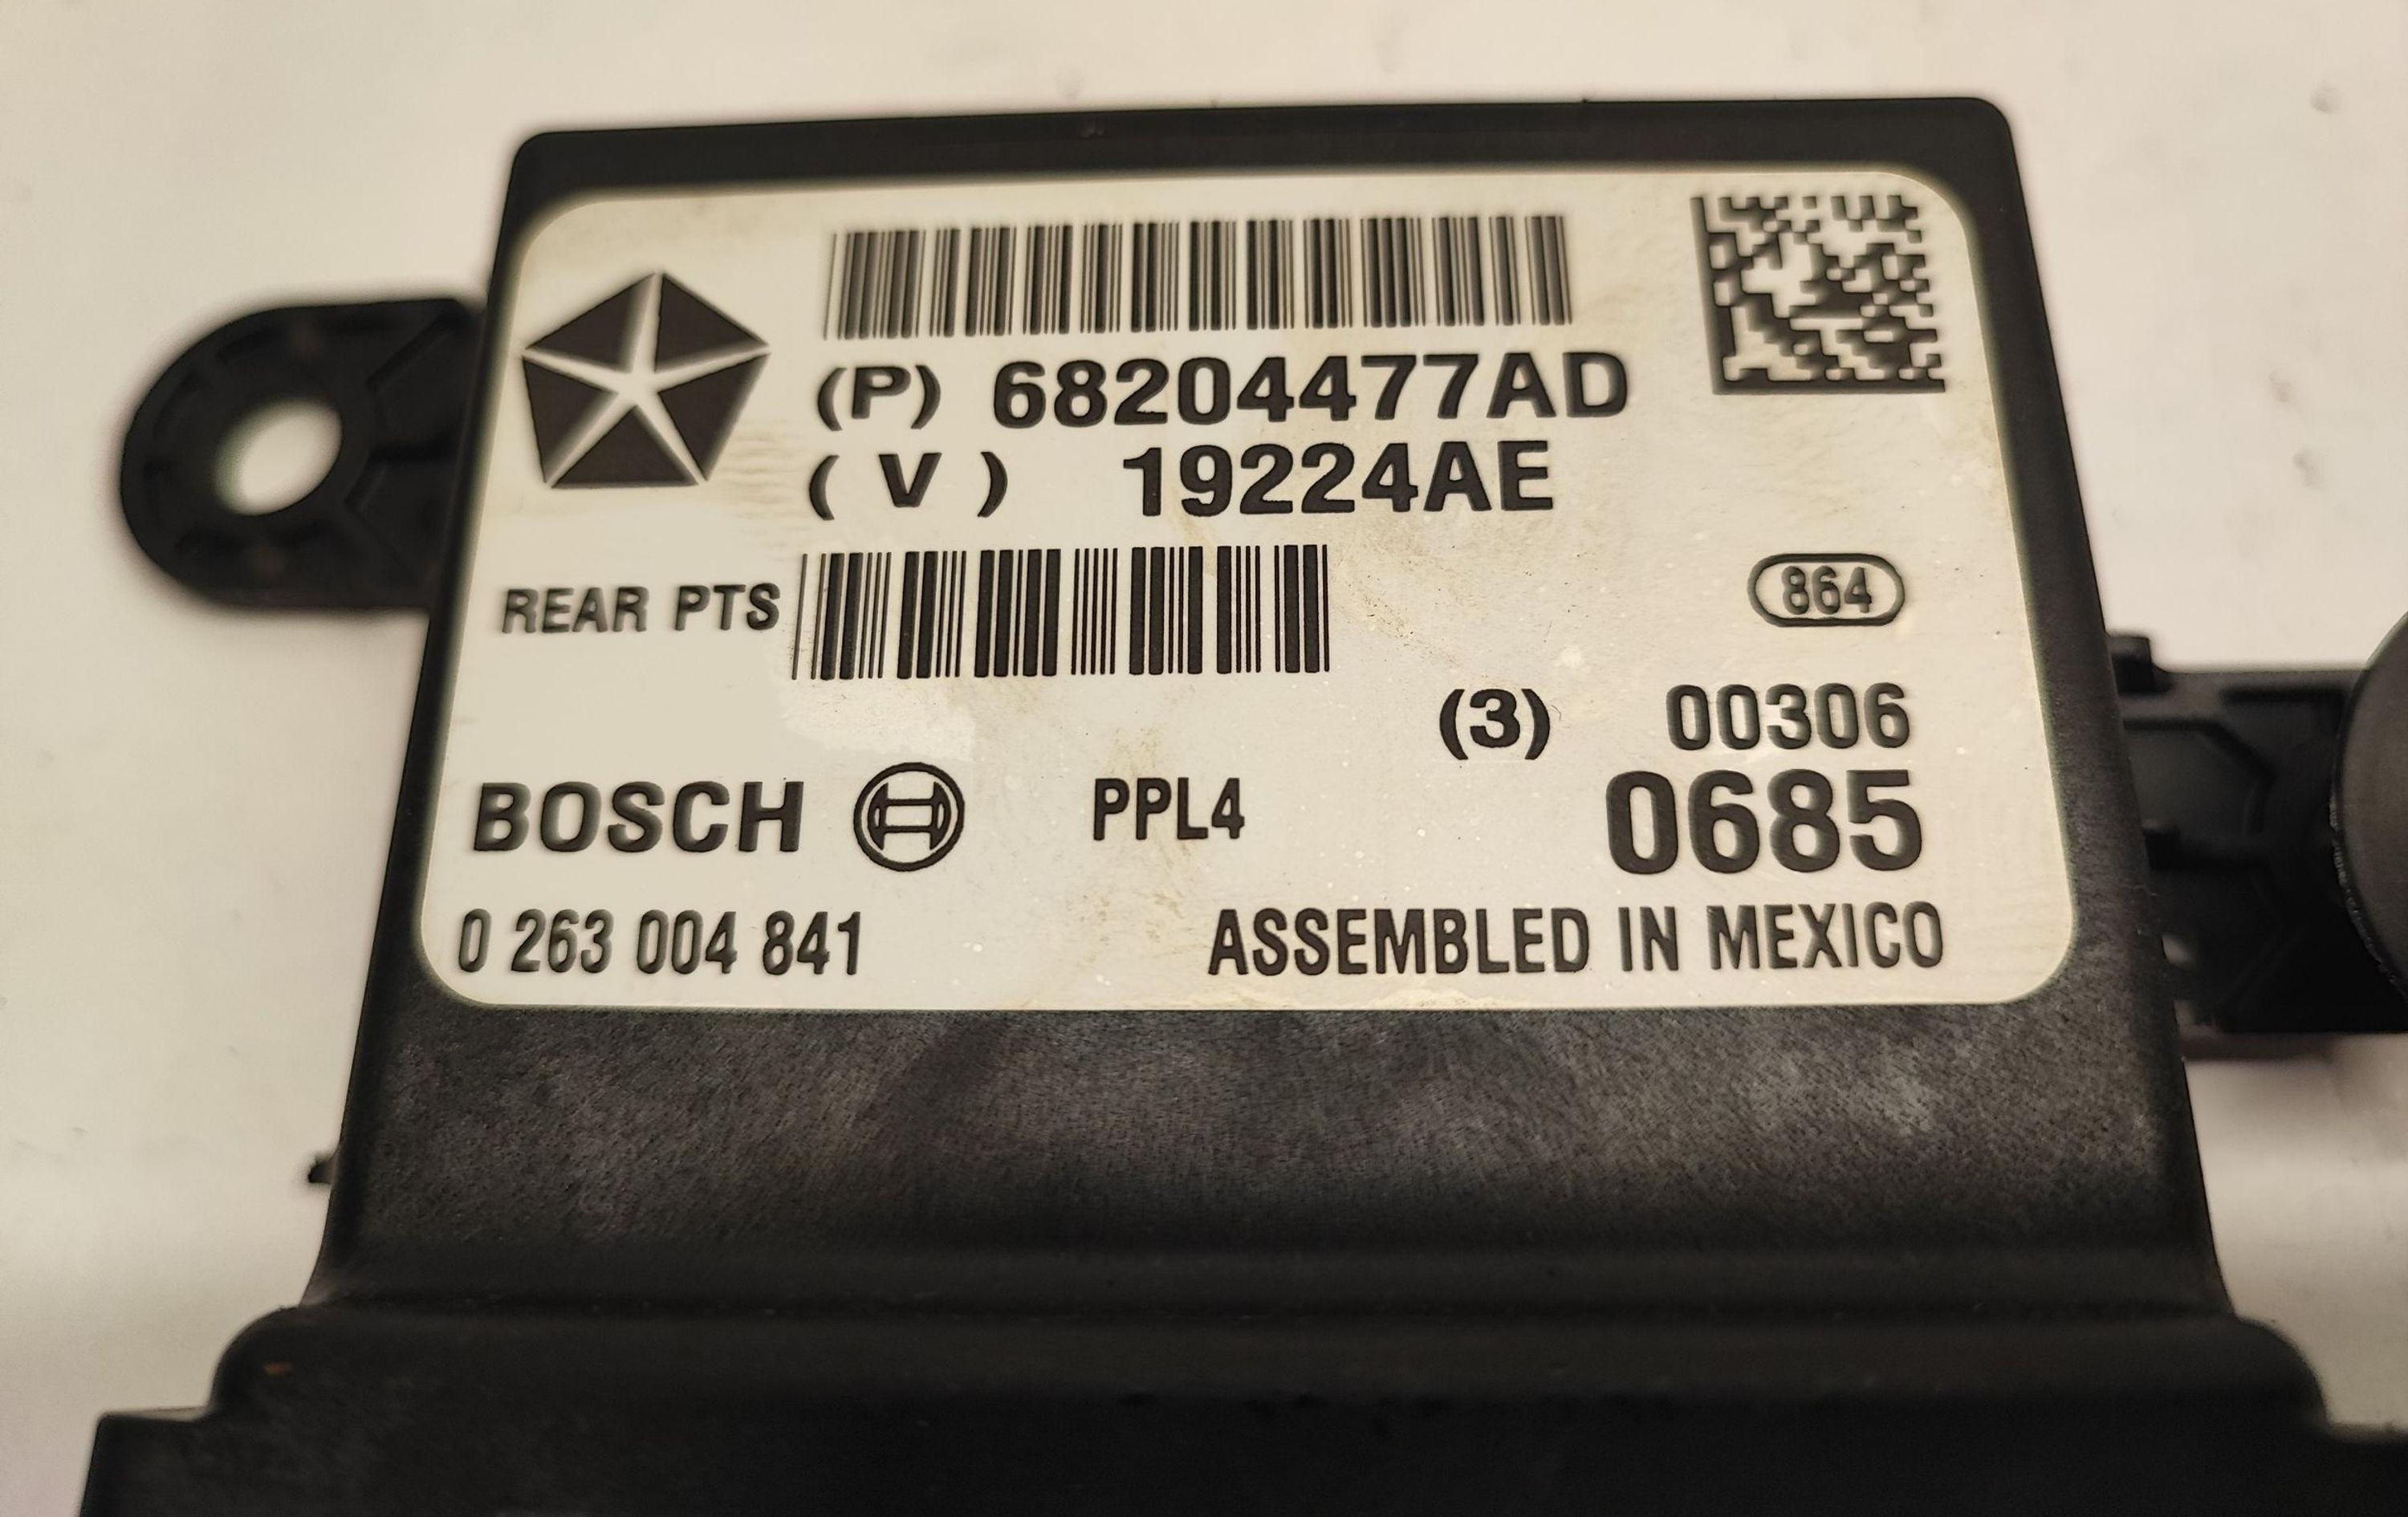 (P) 68204477AD
( V ) 19224AE
REAR PTS
864
(3) 00306
BOSCH PPL4 0685
0 263 004 841 ASSEMBLED IN MEXICO